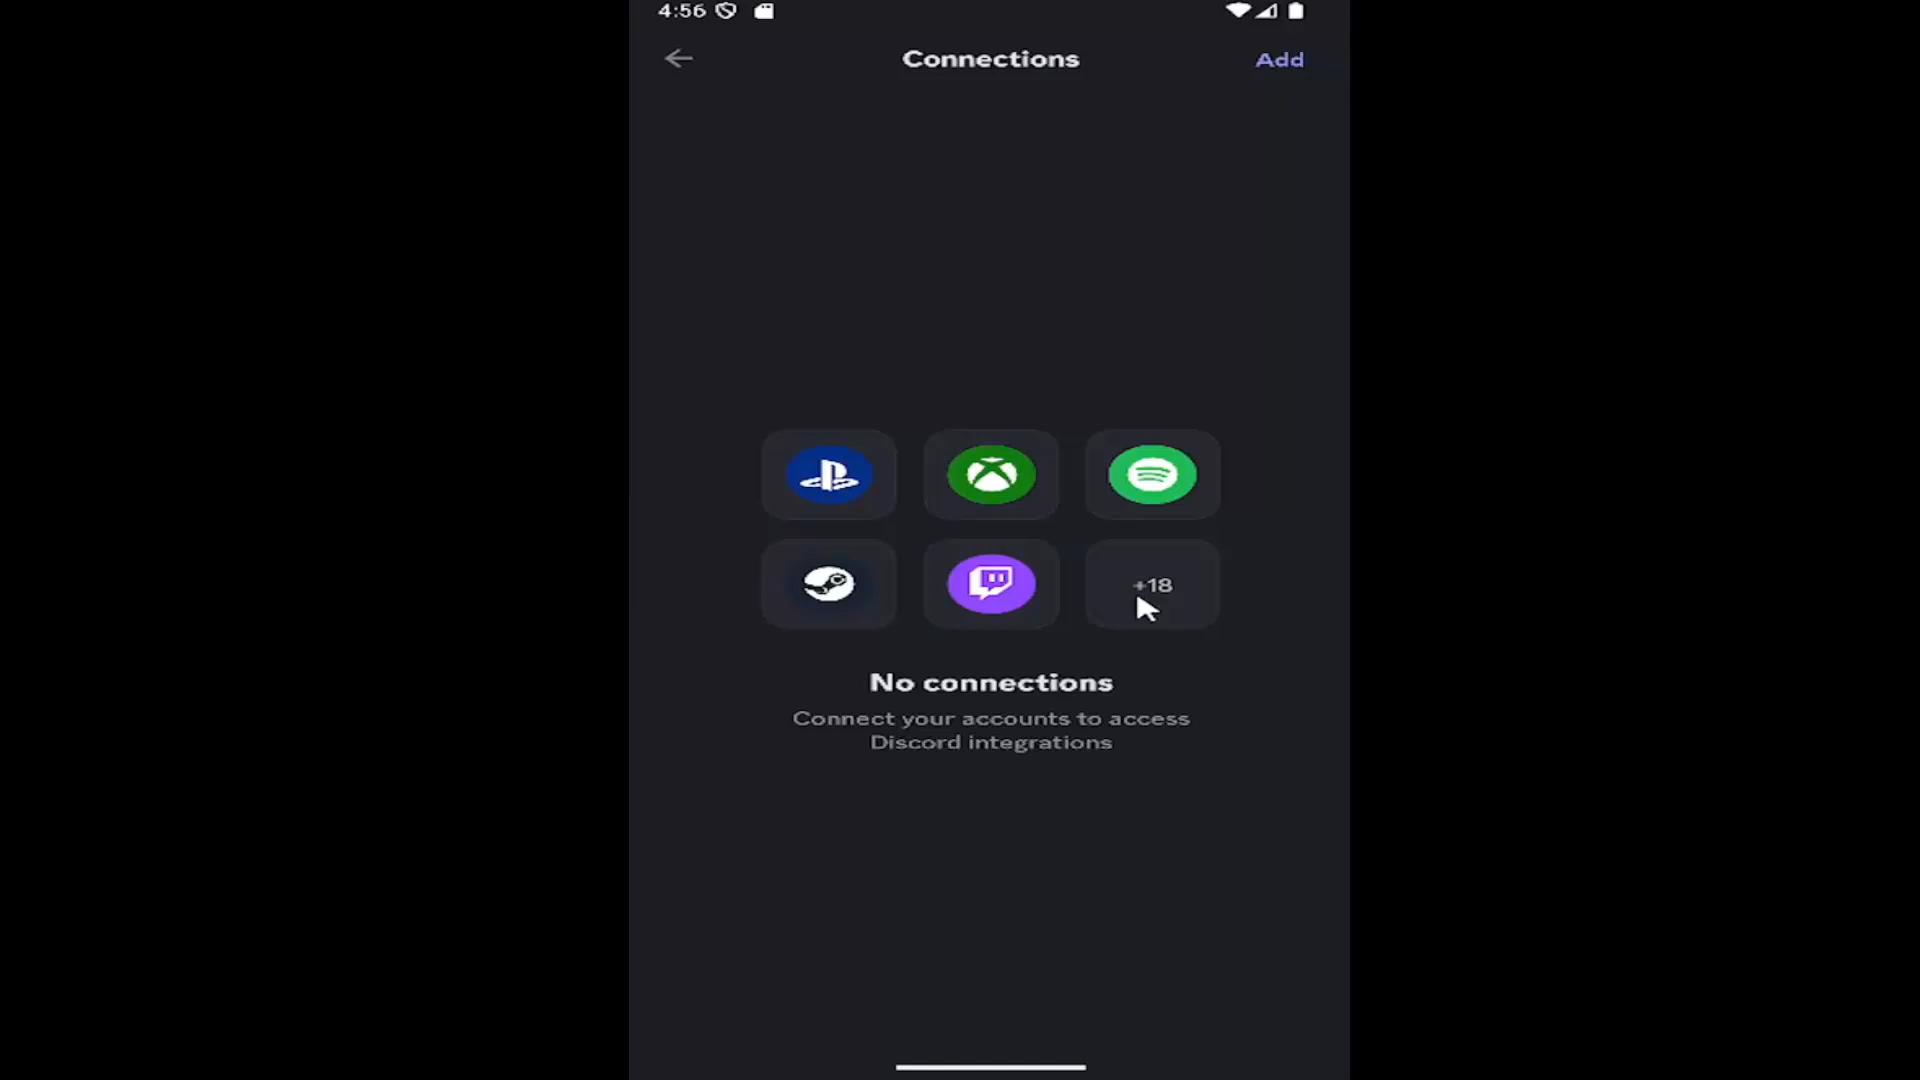 4:56
Connections
Add
+18
No connections
Connect your accounts to access
Discord integrations